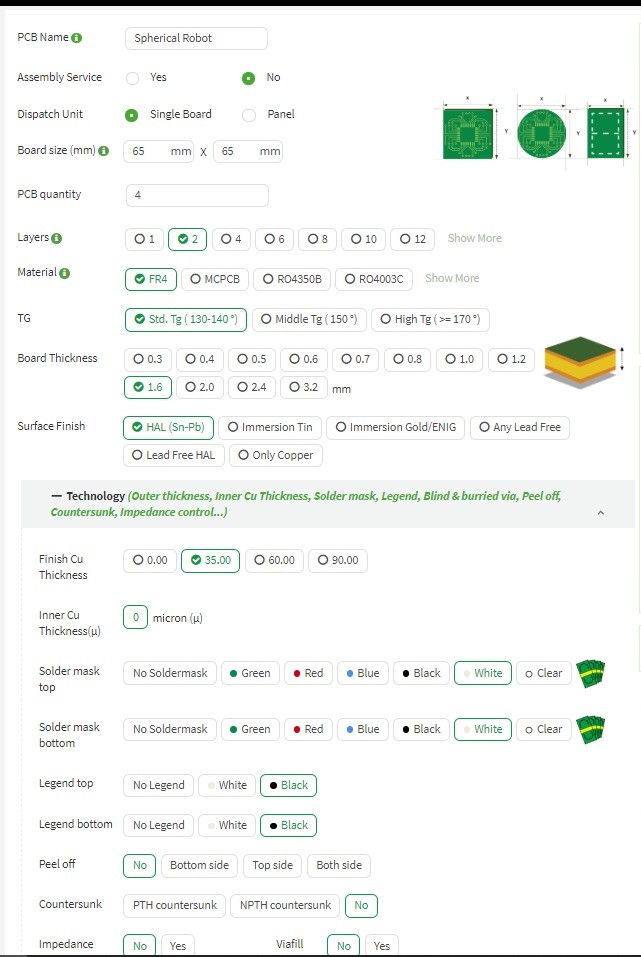 PCB Name Spherical Robot
Assembly Service Yes No
Dispatch Unit Single Board Panel
Board size (mm) 65 mm X 65 mm
PCB quantity 4
Layers 1 2 4 6 8 10 12 Show More
Material FR4 MCPCB RO4350B RO4003C Show More
TG Std. Tg ( 130-140 °) Middle Tg ( 150 °) High Tg ( >= 170 °)
Board Thickness 0.3 0.4 0.5 0.6 0.7 0.8 1.0 1.2
1.6 2.0 2.4 3.2 mm
Surface Finish HAL (Sn-Pb) Immersion Tin Immersion Gold/ENIG Any Lead Free
Lead Free HAL Only Copper
— Technology (Outer thickness, Inner Cu Thickness, Solder mask, Legend, Blind & burried via, Peel off,
Countersunk, Impedance control...)
Finish Cu Thickness 0.00 35.00 60.00 90.00
Inner Cu Thickness(µ) 0 micron (µ)
Solder mask top No Soldermask Green Red Blue Black White Clear
Solder mask bottom No Soldermask Green Red Blue Black White Clear
Legend top No Legend White Black
Legend bottom No Legend White Black
Peel off No Bottom side Top side Both side
Countersunk PTH countersunk NPTH countersunk No
Impedance No Yes Viafill No Yes
X Y X Y X Y